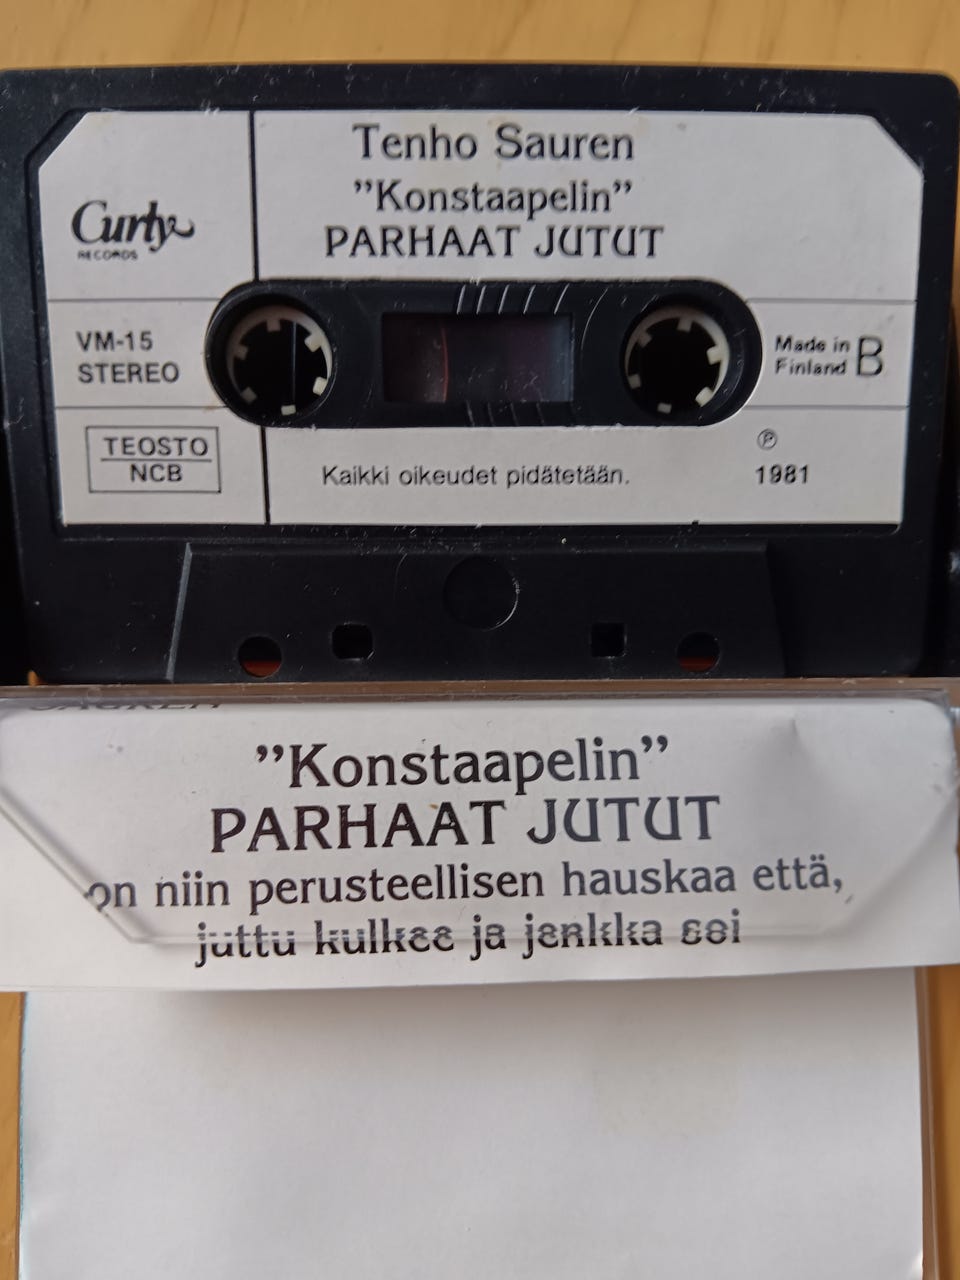 Tenho Sauren
”Konstaapelin”
PARHAAT JUTUT
Curly
RECORDS
VM-15
STEREO
Made in
Finland
B
TEOSTO
NCB
Kaikki oikeudet pidätetään.
Ⓟ
1981
SAUREN
”Konstaapelin”
PARHAAT JUTUT
on niin perusteellisen hauskaa että,
juttu kulkee ja jenkka soi